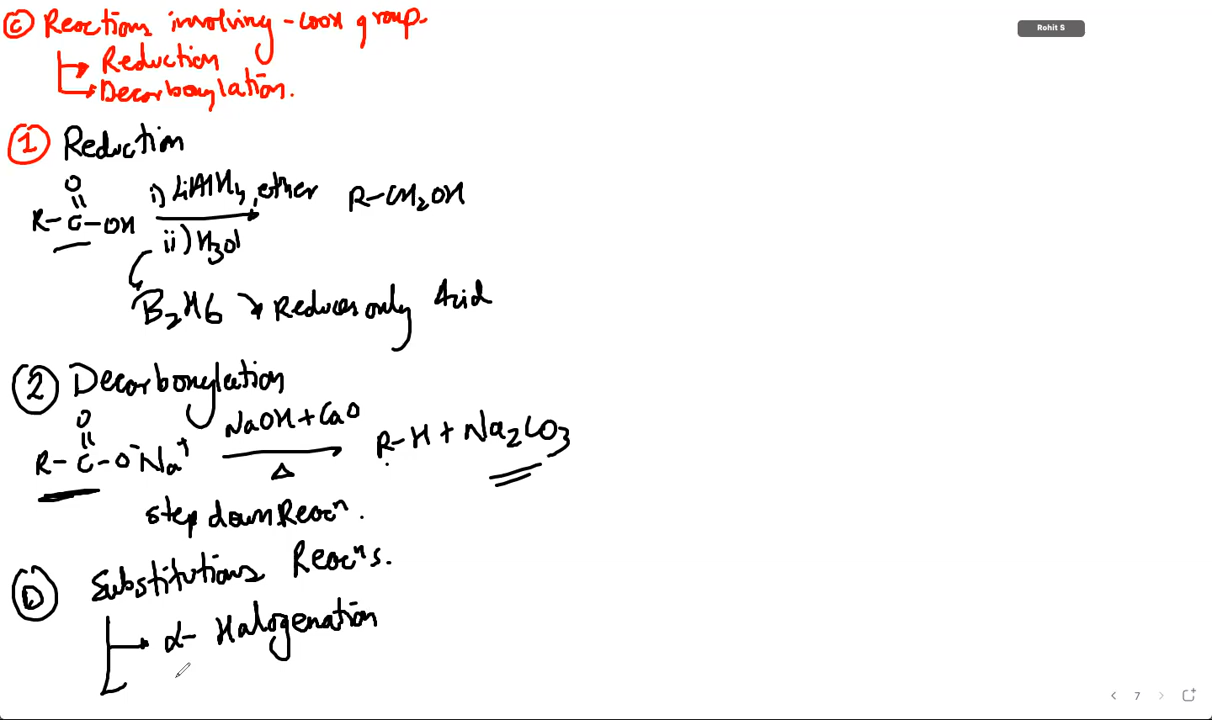 Rohit S
Ⓒ Reactions involving -COOH group.
→ Reduction
→ Decarboxylation.
① Reduction
O
R-C-OH i) LiAlH4, ether R-CH2OH
ii) H3O+
B2H6 → Reduces only Acid
② Decarboxylation
O
R-C-O⁻Na⁺ NaOH+CaO R-H + Na2CO3
Δ
step down Reacⁿ.
Ⓓ Substitutions Reacⁿs.
→ α- Halogenation
7